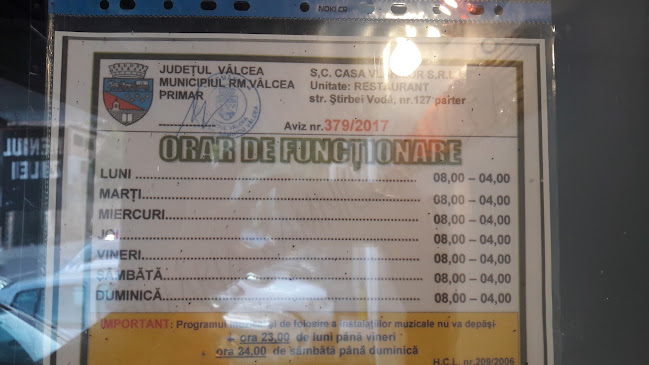 NOKI CR
JUDEȚUL VÂLCEA
MUNICIPIUL RM,VÂLCEA
PRIMAR
S,C. CASA S.R.L.
Unitate: RESTAURANT
str. Știrbei Vodă, nr.127 parter
Aviz nr.379/2017
ORAR DE FUNCȚIONARE
LUNI 08,00 – 04,00
MARȚI 08,00 – 04,00
MIERCURI 08,00 – 04,00
JOI 08,00 – 04,00
VINERI 08,00 – 04,00
SÂMBĂTĂ 08,00 – 04,00
DUMINICĂ 08,00 – 04,00
IMPORTANT: Programul muzical și de folosire a instalațiilor muzicale nu va depăși
ora 23,00 de luni până vineri
ora 24,00 de sâmbătă până duminică
H.C.L. nr.209/2006